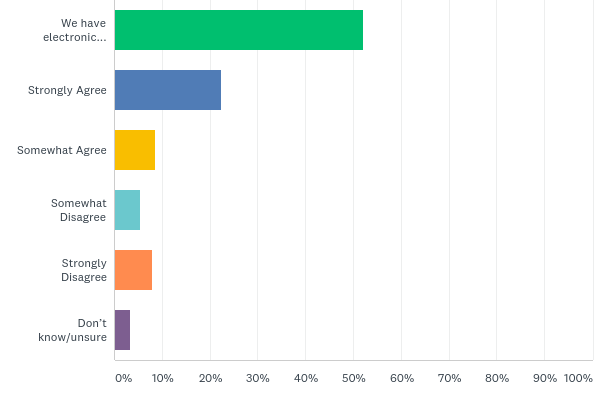 We have
electronic...
Strongly Agree
Somewhat Agree
Somewhat
Disagree
Strongly
Disagree
Don't
know/unsure
0% 10% 20% 30% 40% 50% 60% 70% 80% 90% 100%